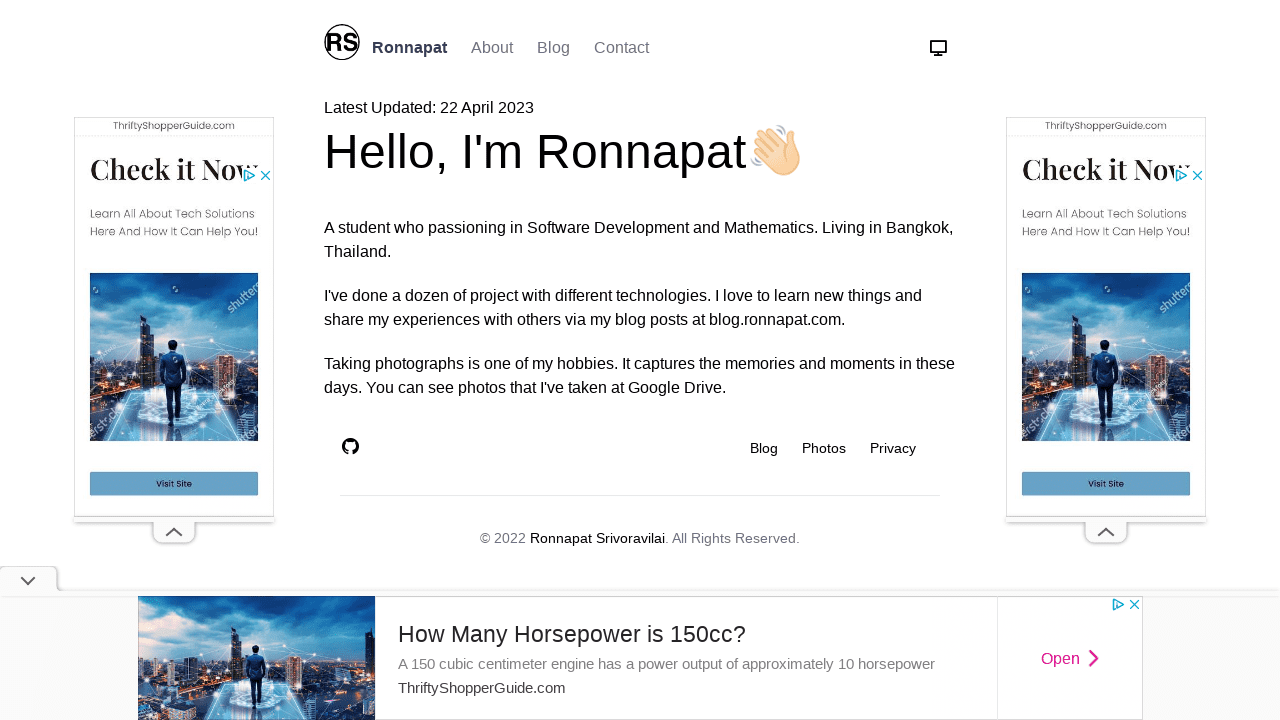 RS Ronnapat About Blog Contact
Latest Updated: 22 April 2023
Hello, I'm Ronnapat
A student who passioning in Software Development and Mathematics. Living in Bangkok,
Thailand.
I've done a dozen of project with different technologies. I love to learn new things and
share my experiences with others via my blog posts at blog.ronnapat.com.
Taking photographs is one of my hobbies. It captures the memories and moments in these
days. You can see photos that I've taken at Google Drive.
Blog Photos Privacy
© 2022 Ronnapat Srivoravilai. All Rights Reserved.
ThriftyShopperGuide.com
Check it Now
Learn All About Tech Solutions
Here And How It Can Help You!
Visit Site
ThriftyShopperGuide.com
Check it Now
Learn All About Tech Solutions
Here And How It Can Help You!
Visit Site
How Many Horsepower is 150cc?
A 150 cubic centimeter engine has a power output of approximately 10 horsepower
ThriftyShopperGuide.com
Open